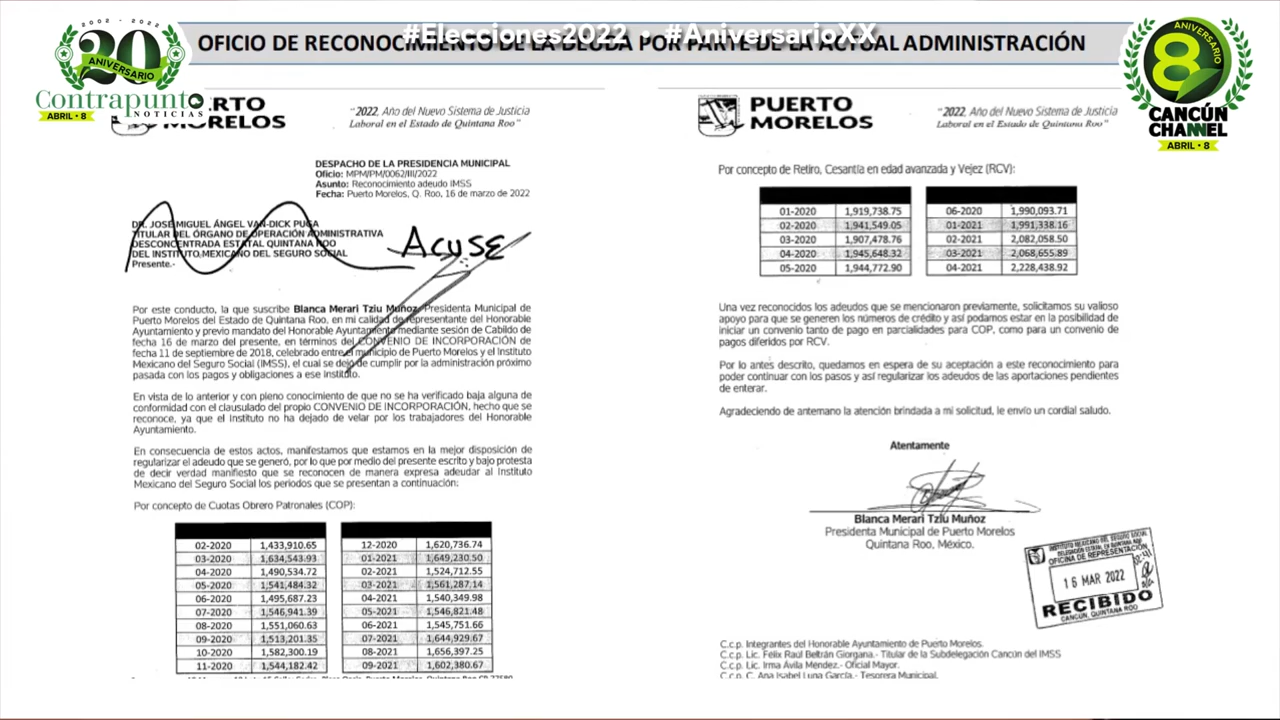 #Elecciones2022 • #AniversarioXX
OFICIO DE RECONOCIMIENTO DE LA DEUDA POR PARTE DE LA ACTUAL ADMINISTRACIÓN
2002 - 2022
20
ANIVERSARIO
Contrapunto
NOTICIAS
ABRIL • 8
ANIVERSARIO
8
CANCÚN
CHANNEL
ABRIL • 8
RTO
MORELOS
"2022, Año del Nuevo Sistema de Justicia
Laboral en el Estado de Quintana Roo"
DESPACHO DE LA PRESIDENCIA MUNICIPAL
Oficio: MPM/PM/0062/III/2022
Asunto: Reconocimiento adeudo IMSS
Fecha: Puerto Morelos, Q. Roo, 16 de marzo de 2022
DR. JOSE MIGUEL ÁNGEL VAN-DICK PUGA
TITULAR DEL ÓRGANO DE OPERACIÓN ADMINISTRATIVA
DESCONCENTRADA ESTATAL QUINTANA ROO
DEL INSTITUTO MEXICANO DEL SEGURO SOCIAL
Presente.-
Acuse
Por este conducto, la que suscribe Blanca Merari Tziu Muñoz, Presidenta Municipal de
Puerto Morelos del Estado de Quintana Roo, en mi calidad de representante del Honorable
Ayuntamiento y previo mandato del Honorable Ayuntamiento mediante sesión de Cabildo de
fecha 16 de marzo del presente, en términos del CONVENIO DE INCORPORACIÓN de
fecha 11 de septiembre de 2018, celebrado entre el municipio de Puerto Morelos y el Instituto
Mexicano del Seguro Social (IMSS), el cual se dejó de cumplir por la administración próximo
pasada con los pagos y obligaciones a ese Instituto.
En vista de lo anterior y con pleno conocimiento de que no se ha verificado baja alguna de
conformidad con el clausulado del propio CONVENIO DE INCORPORACIÓN, hecho que se
reconoce, ya que el Instituto no ha dejado de velar por los trabajadores del Honorable
Ayuntamiento.
En consecuencia de estos actos, manifestamos que estamos en la mejor disposición de
regularizar el adeudo que se generó, por lo que por medio del presente escrito y bajo protesta
de decir verdad manifiesto que se reconocen de manera expresa adeudar al Instituto
Mexicano del Seguro Social los periodos que se presentan a continuación:
Por concepto de Cuotas Obrero Patronales (COP):
02-2020 1,433,910.65 12-2020 1,620,736.74
03-2020 1,634,543.93 01-2021 1,649,230.50
04-2020 1,490,534.72 02-2021 1,524,712.55
05-2020 1,541,484.32 03-2021 1,561,287.14
06-2020 1,495,687.23 04-2021 1,540,349.98
07-2020 1,546,941.39 05-2021 1,546,821.48
08-2020 1,551,060.63 06-2021 1,545,751.66
09-2020 1,513,201.35 07-2021 1,644,929.67
10-2020 1,582,300.19 08-2021 1,656,397.25
11-2020 1,544,182.42 09-2021 1,602,380.67
PUERTO
MORELOS
"2022, Año del Nuevo Sistema de Justicia
Laboral en el Estado de Quintana Roo"
Por concepto de Retiro, Cesantía en edad avanzada y Vejez (RCV):
01-2020 1,919,738.75 06-2020 1,990,093.71
02-2020 1,941,549.05 01-2021 1,991,338.16
03-2020 1,907,478.76 02-2021 2,082,058.50
04-2020 1,945,648.32 03-2021 2,068,655.89
05-2020 1,944,772.90 04-2021 2,228,438.92
Una vez reconocidos los adeudos que se mencionaron previamente, solicitamos su valioso
apoyo para que se generen los números de crédito y así podamos estar en la posibilidad de
iniciar un convenio tanto de pago en parcialidades para COP, como para un convenio de
pagos diferidos por RCV.
Por lo antes descrito, quedamos en espera de su aceptación a este reconocimiento para
poder continuar con los pasos y así regularizar los adeudos de las aportaciones pendientes
de enterar.
Agradeciendo de antemano la atención brindada a mi solicitud, le envío un cordial saludo.
Atentamente
Blanca Merari Tziu Muñoz
Presidenta Municipal de Puerto Morelos
Quintana Roo, México.
INSTITUTO MEXICANO DEL SEGURO SOCIAL
DELEGACIÓN ESTATAL EN QUINTANA ROO
OFICINA DE REPRESENTACIÓN
16 MAR 2022
RECIBIDO
CANCÚN, QUINTANA ROO
C.c.p. Integrantes del Honorable Ayuntamiento de Puerto Morelos.
C.c.p. Lic. Félix Raúl Beltrán Giorgana.- Titular de la Subdelegación Cancún del IMSS
C.c.p. Lic. Irma Ávila Méndez.- Oficial Mayor.
C.c.p. C. Ana Isabel Luna García.- Tesorera Municipal.